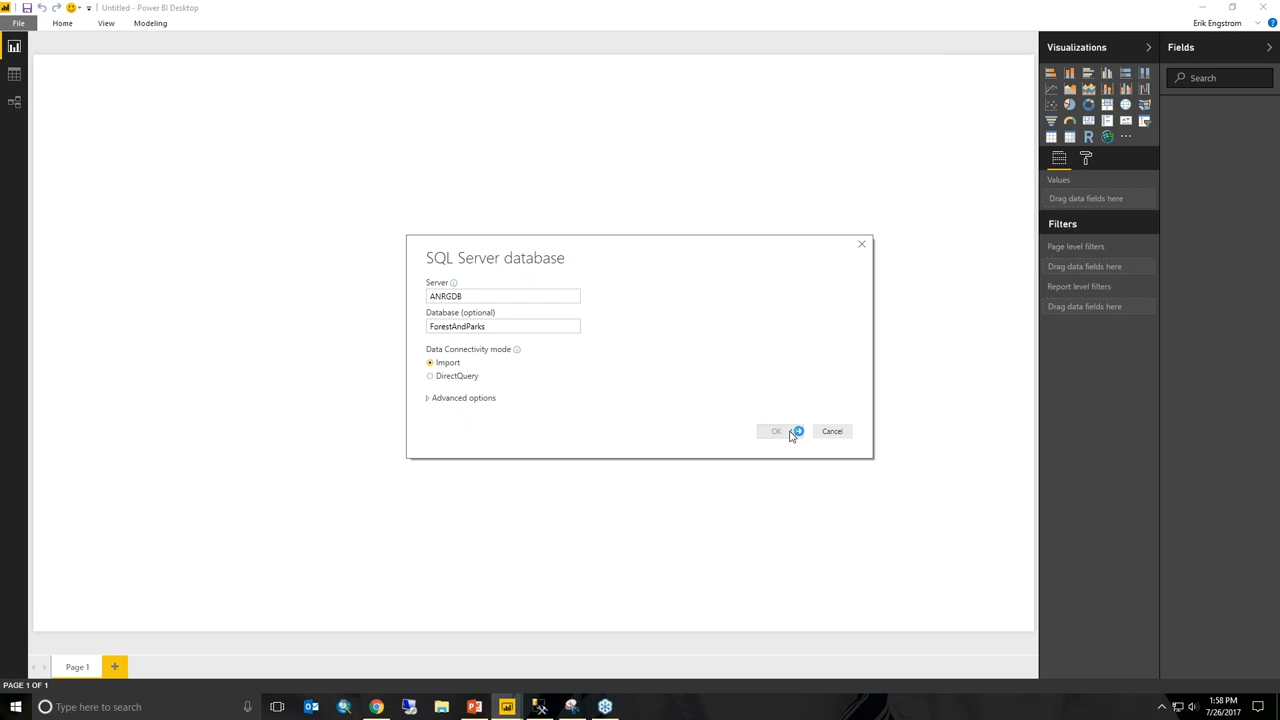 Untitled - Power BI Desktop
File
Home
View
Modeling
Erik Engstrom
Visualizations
Fields
Search
R
Values
Drag data fields here
Filters
Page level filters
Drag data fields here
Report level filters
Drag data fields here
SQL Server database
Server
ANRGDB
Database (optional)
ForestAndParks
Data Connectivity mode
Import
DirectQuery
Advanced options
OK
Cancel
Page 1
PAGE 1 OF 1
Type here to search
1:58 PM
7/26/2017